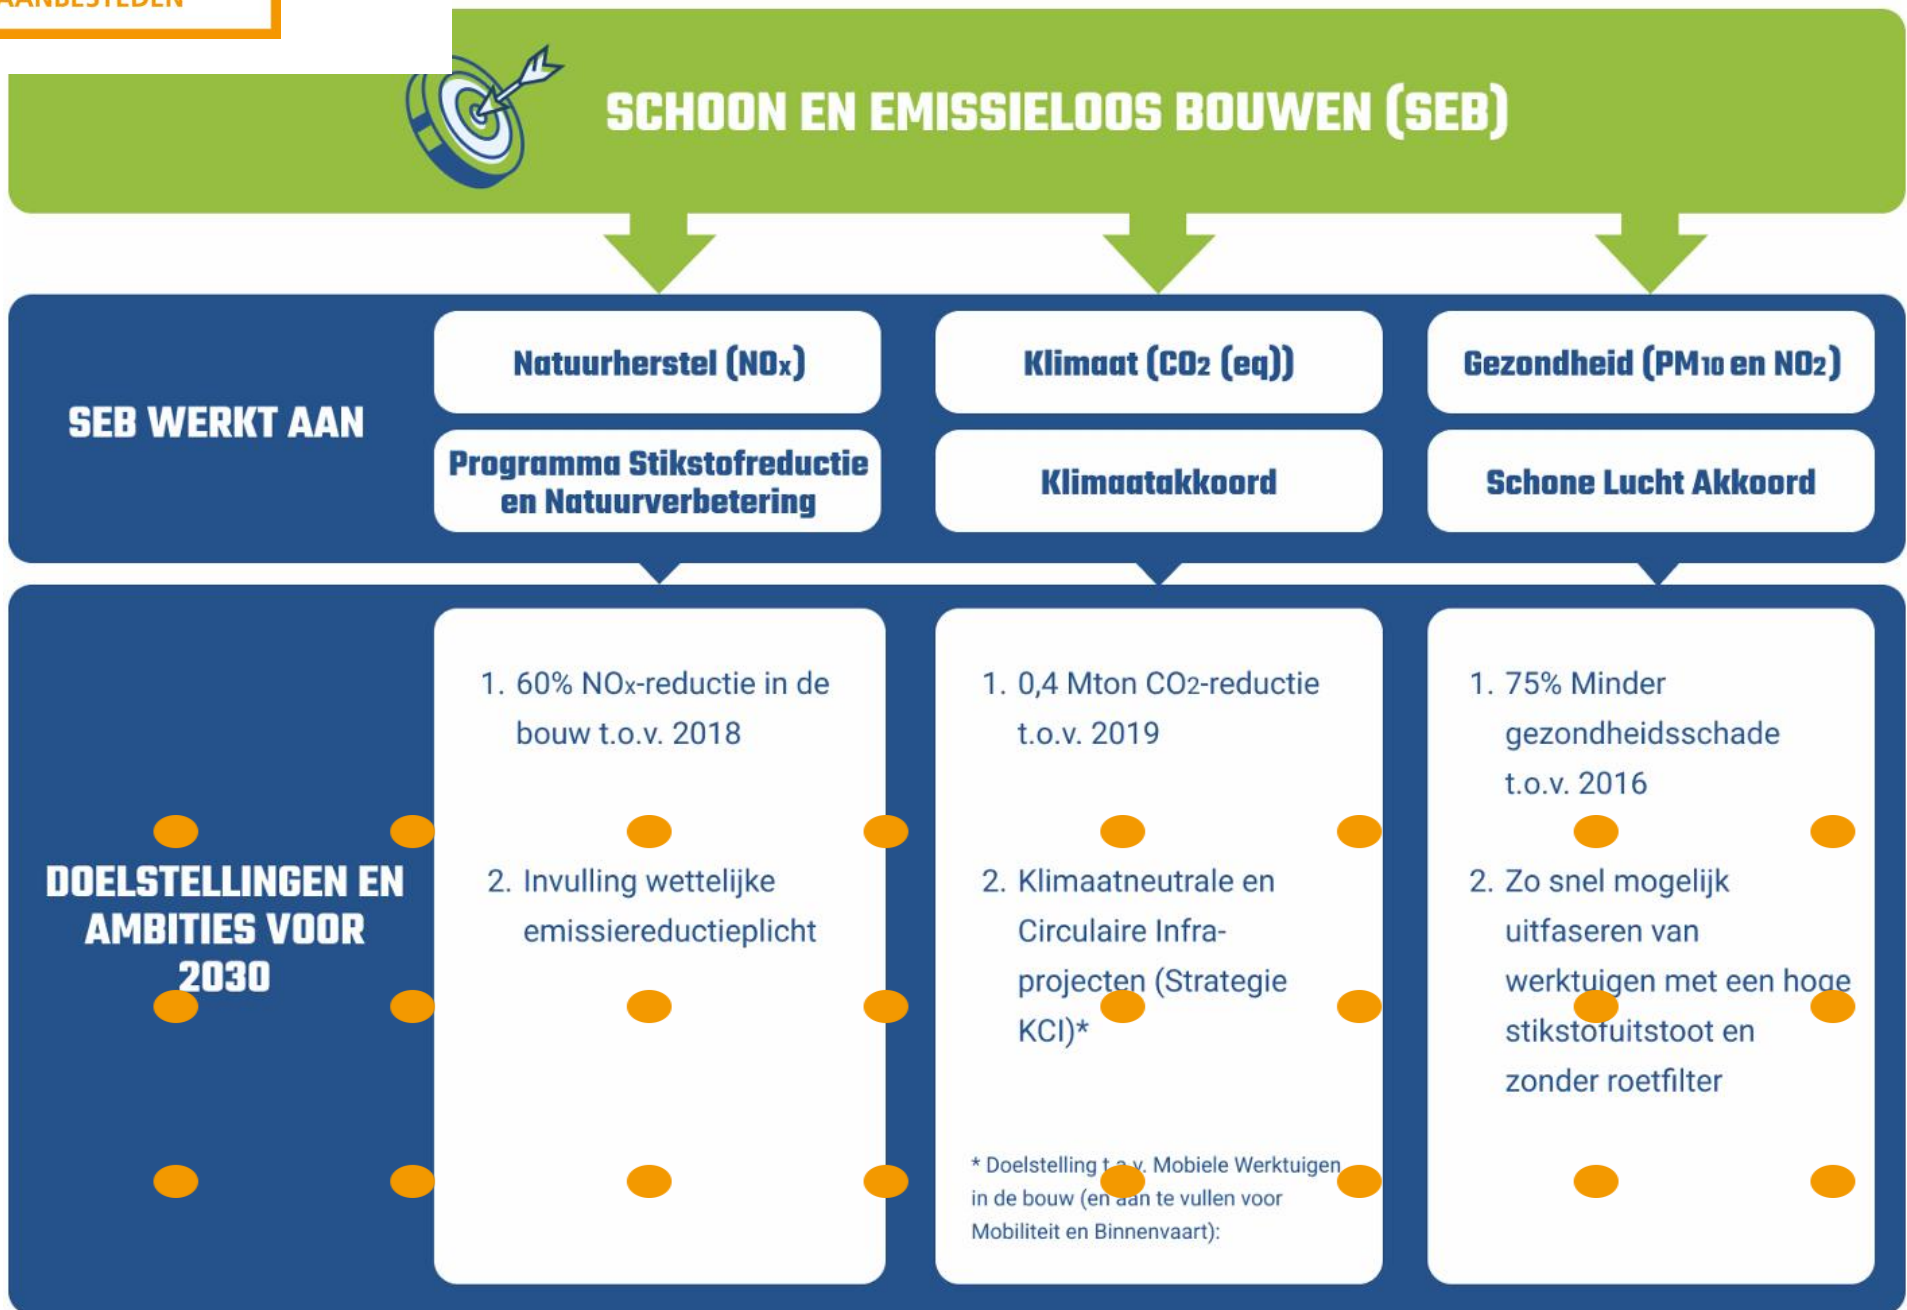 AANBESTEDEN
SCHOON EN EMISSIELOOS BOUWEN (SEB)
SEB WERKT AAN
Natuurherstel (NOx)
Klimaat (CO2 (eq))
Gezondheid (PM10 en NO2)
Programma Stikstofreductie
en Natuurverbetering
Klimaatakkoord
Schone Lucht Akkoord
DOELSTELLINGEN EN
AMBITIES VOOR
2030
1. 60% NOx-reductie in de
bouw t.o.v. 2018
2. Invulling wettelijke
emissiereductieplicht
1. 0,4 Mton CO2-reductie
t.o.v. 2019
2. Klimaatneutrale en
Circulaire Infra-
projecten (Strategie
KCI)*
* Doelstelling t.a.v. Mobiele Werktuigen
in de bouw (en aan te vullen voor
Mobiliteit en Binnenvaart):
1. 75% Minder
gezondheidsschade
t.o.v. 2016
2. Zo snel mogelijk
uitfaseren van
werktuigen met een hoge
stikstofuitstoot en
zonder roetfilter